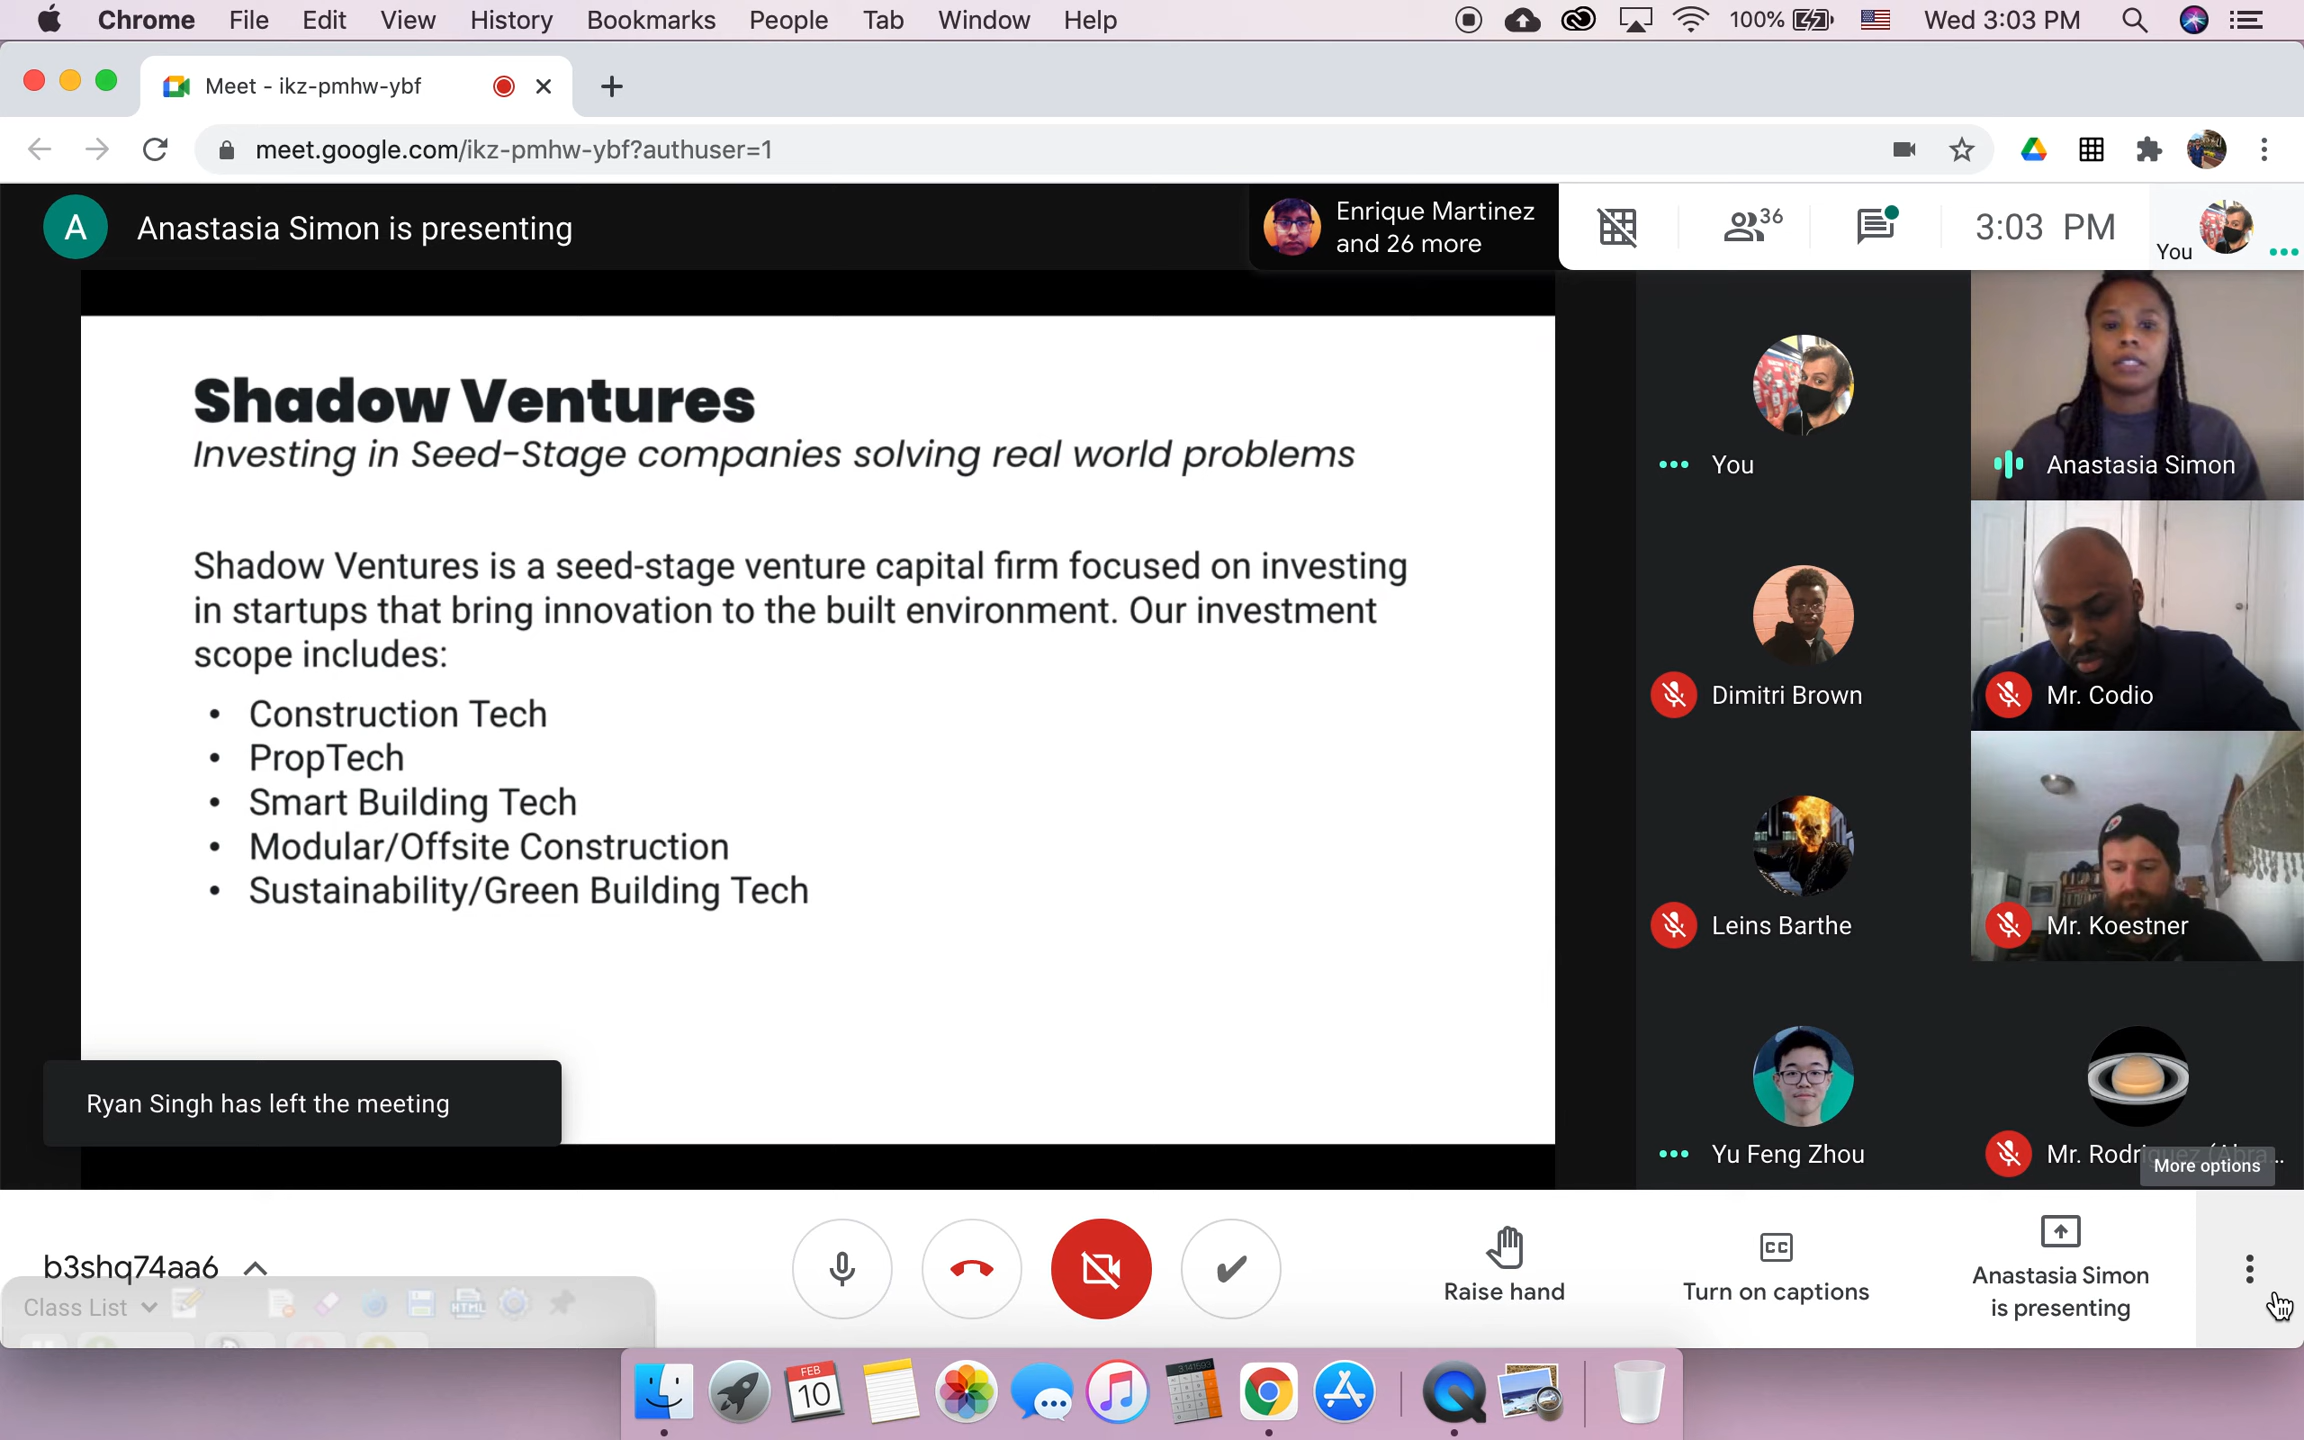 Chrome File Edit View History Bookmarks People Tab Window Help 100% Wed 3:03 PM
Meet - ikz-pmhw-ybf
meet.google.com/ikz-pmhw-ybf?authuser=1
A Anastasia Simon is presenting
Enrique Martinez
and 26 more
36
3:03 PM
You
Shadow Ventures
Investing in Seed-Stage companies solving real world problems
Shadow Ventures is a seed-stage venture capital firm focused on investing
in startups that bring innovation to the built environment. Our investment
scope includes:
• Construction Tech
• PropTech
• Smart Building Tech
• Modular/Offsite Construction
• Sustainability/Green Building Tech
You
Anastasia Simon
Dimitri Brown
Mr. Codio
Leins Barthe
Mr. Koestner
Yu Feng Zhou
Mr.
More options
Ryan Singh has left the meeting
b3shq74aa6
Class List
HTML
Raise hand
CC
Turn on captions
Anastasia Simon
is presenting
FEB
10